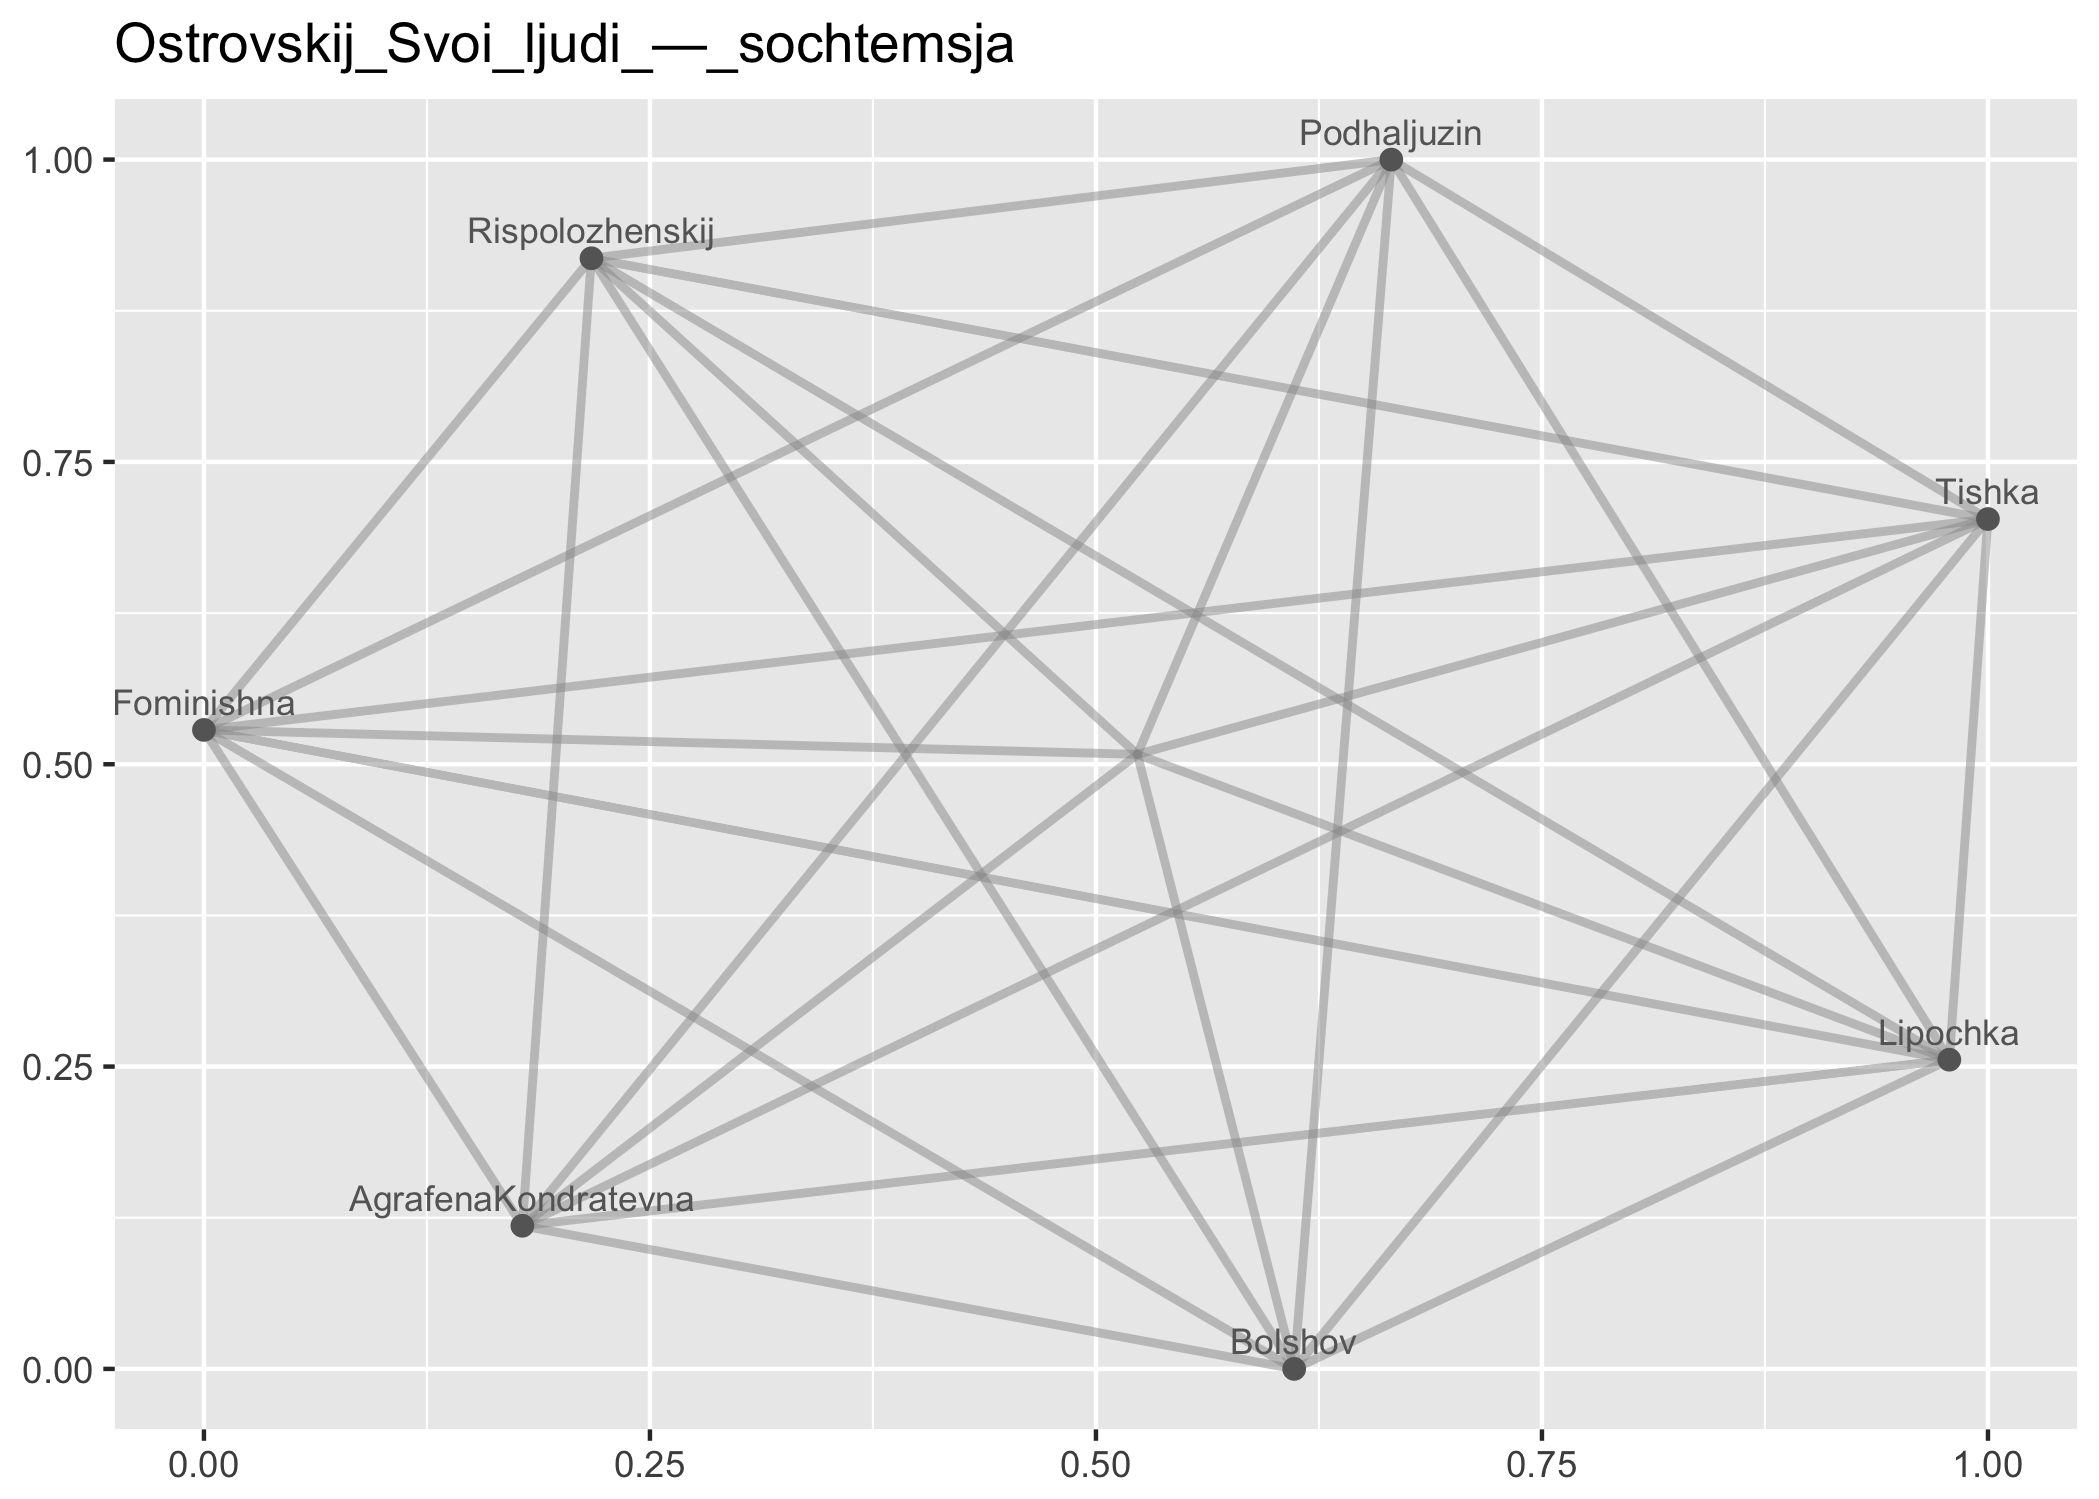 Ostrovskij_Svoi_ljudi_—_sochtemsja
Podhaljuzin
1.00
Rispolozhenskij
0.75
Tishka
Fominishna
0.50
Lipochka
0.25
AgrafenaKondratevna
Bolshov
0.00
0.00 0.25 0.50 0.75 1.00